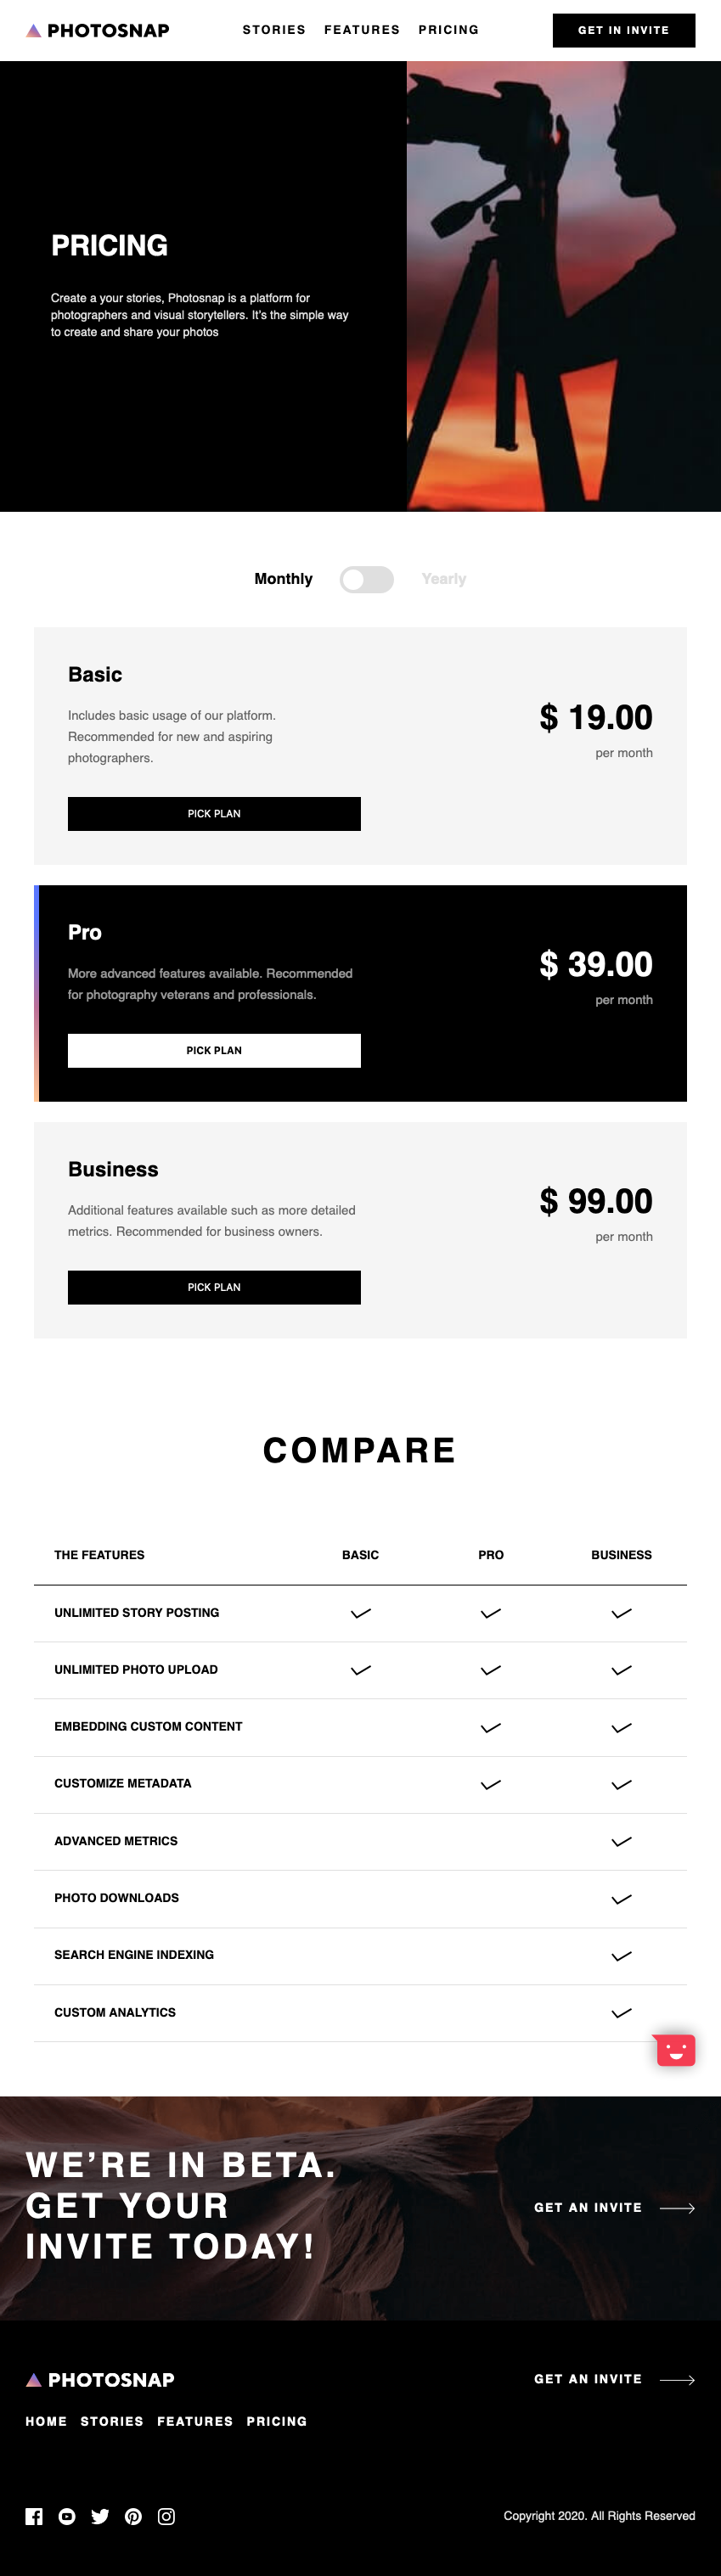 PHOTOSNAP
STORIES FEATURES PRICING
GET IN INVITE
PRICING
Create a your stories, Photosnap is a platform for
photographers and visual storytellers. It's the simple way
to create and share your photos
Monthly
Yearly
Basic
Includes basic usage of our platform.
Recommended for new and aspiring
photographers.
$ 19.00
per month
PICK PLAN
Pro
More advanced features available. Recommended
for photography veterans and professionals.
$ 39.00
per month
PICK PLAN
Business
Additional features available such as more detailed
metrics. Recommended for business owners.
$ 99.00
per month
PICK PLAN
COMPARE
THE FEATURES BASIC PRO BUSINESS
UNLIMITED STORY POSTING
UNLIMITED PHOTO UPLOAD
EMBEDDING CUSTOM CONTENT
CUSTOMIZE METADATA
ADVANCED METRICS
PHOTO DOWNLOADS
SEARCH ENGINE INDEXING
CUSTOM ANALYTICS
WE’RE IN BETA.
GET YOUR
INVITE TODAY!
GET AN INVITE
PHOTOSNAP
GET AN INVITE
HOME STORIES FEATURES PRICING
Copyright 2020. All Rights Reserved